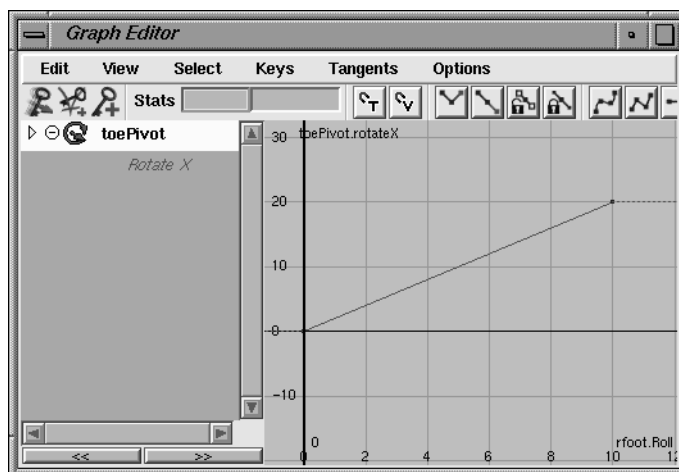 Graph Editor
Edit View Select Keys Tangents Options
Stats
toePivot
Rotate X
toePivot.rotateX
30
20
10
0
-10
0
rfoot.Roll
0 2 4 6 8 10 12
<< >>